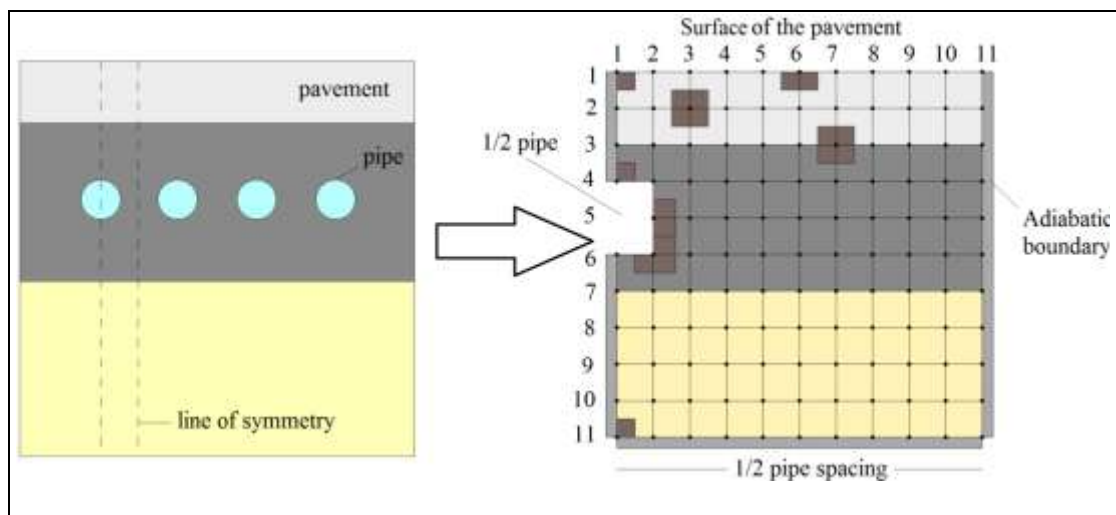 Surface of the pavement
1 2 3 4 5 6 7 8 9 10 11
pavement
pipe
line of symmetry
1/2 pipe
1
2
3
4
5
6
7
8
9
10
11
Adiabatic
boundary
1/2 pipe spacing